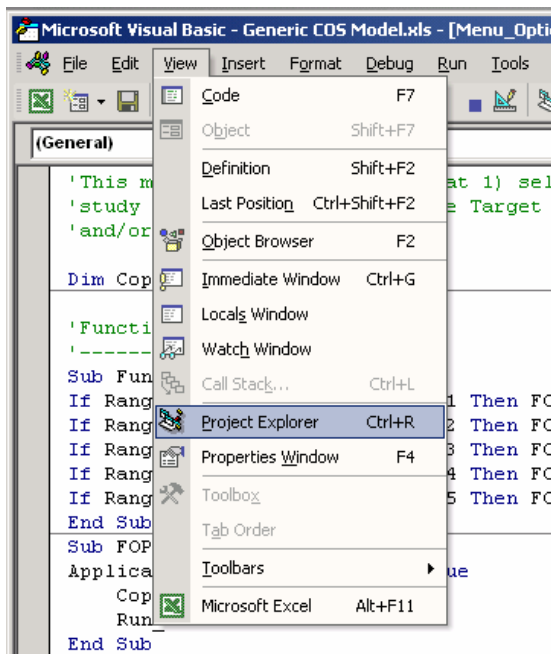 Microsoft Visual Basic - Generic COS Model.xls - [Menu_Opti
File Edit View Insert Format Debug Run Tools
(General)
Code F7
Object Shift+F7
Definition Shift+F2
Last Position Ctrl+Shift+F2
Object Browser F2
Immediate Window Ctrl+G
Locals Window
Watch Window
Call Stack... Ctrl+L
Project Explorer Ctrl+R
Properties Window F4
Toolbox
Tab Order
Toolbars
Microsoft Excel Alt+F11
'This m at 1) sel
'study e Target
'and/or
Dim Cop
'Functi
'------
Sub Fun
If Rang 1 Then FO
If Rang 2 Then FO
If Rang 3 Then FO
If Rang 4 Then FO
If Rang 5 Then FO
End Sub
Sub FOP
Applica ue
Cop
Run_
End Sub